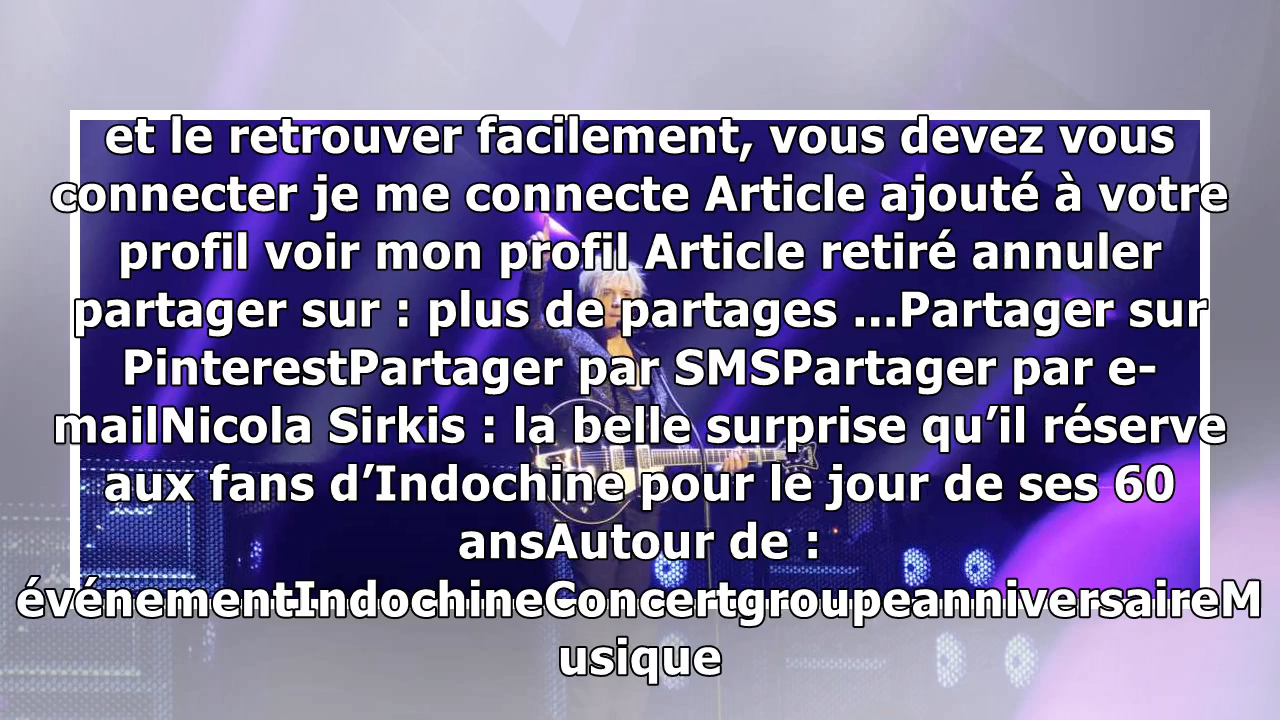 et le retrouver facilement, vous devez vous
connecter je me connecte Article ajouté à votre
profil voir mon profil Article retiré annuler
partager sur : plus de partages ...Partager sur
PinterestPartager par SMSPartager par e-
mailNicola Sirkis : la belle surprise qu’il réserve
aux fans d’Indochine pour le jour de ses 60
ansAutour de :
événementIndochineConcertgroupeanniversaireM
usique